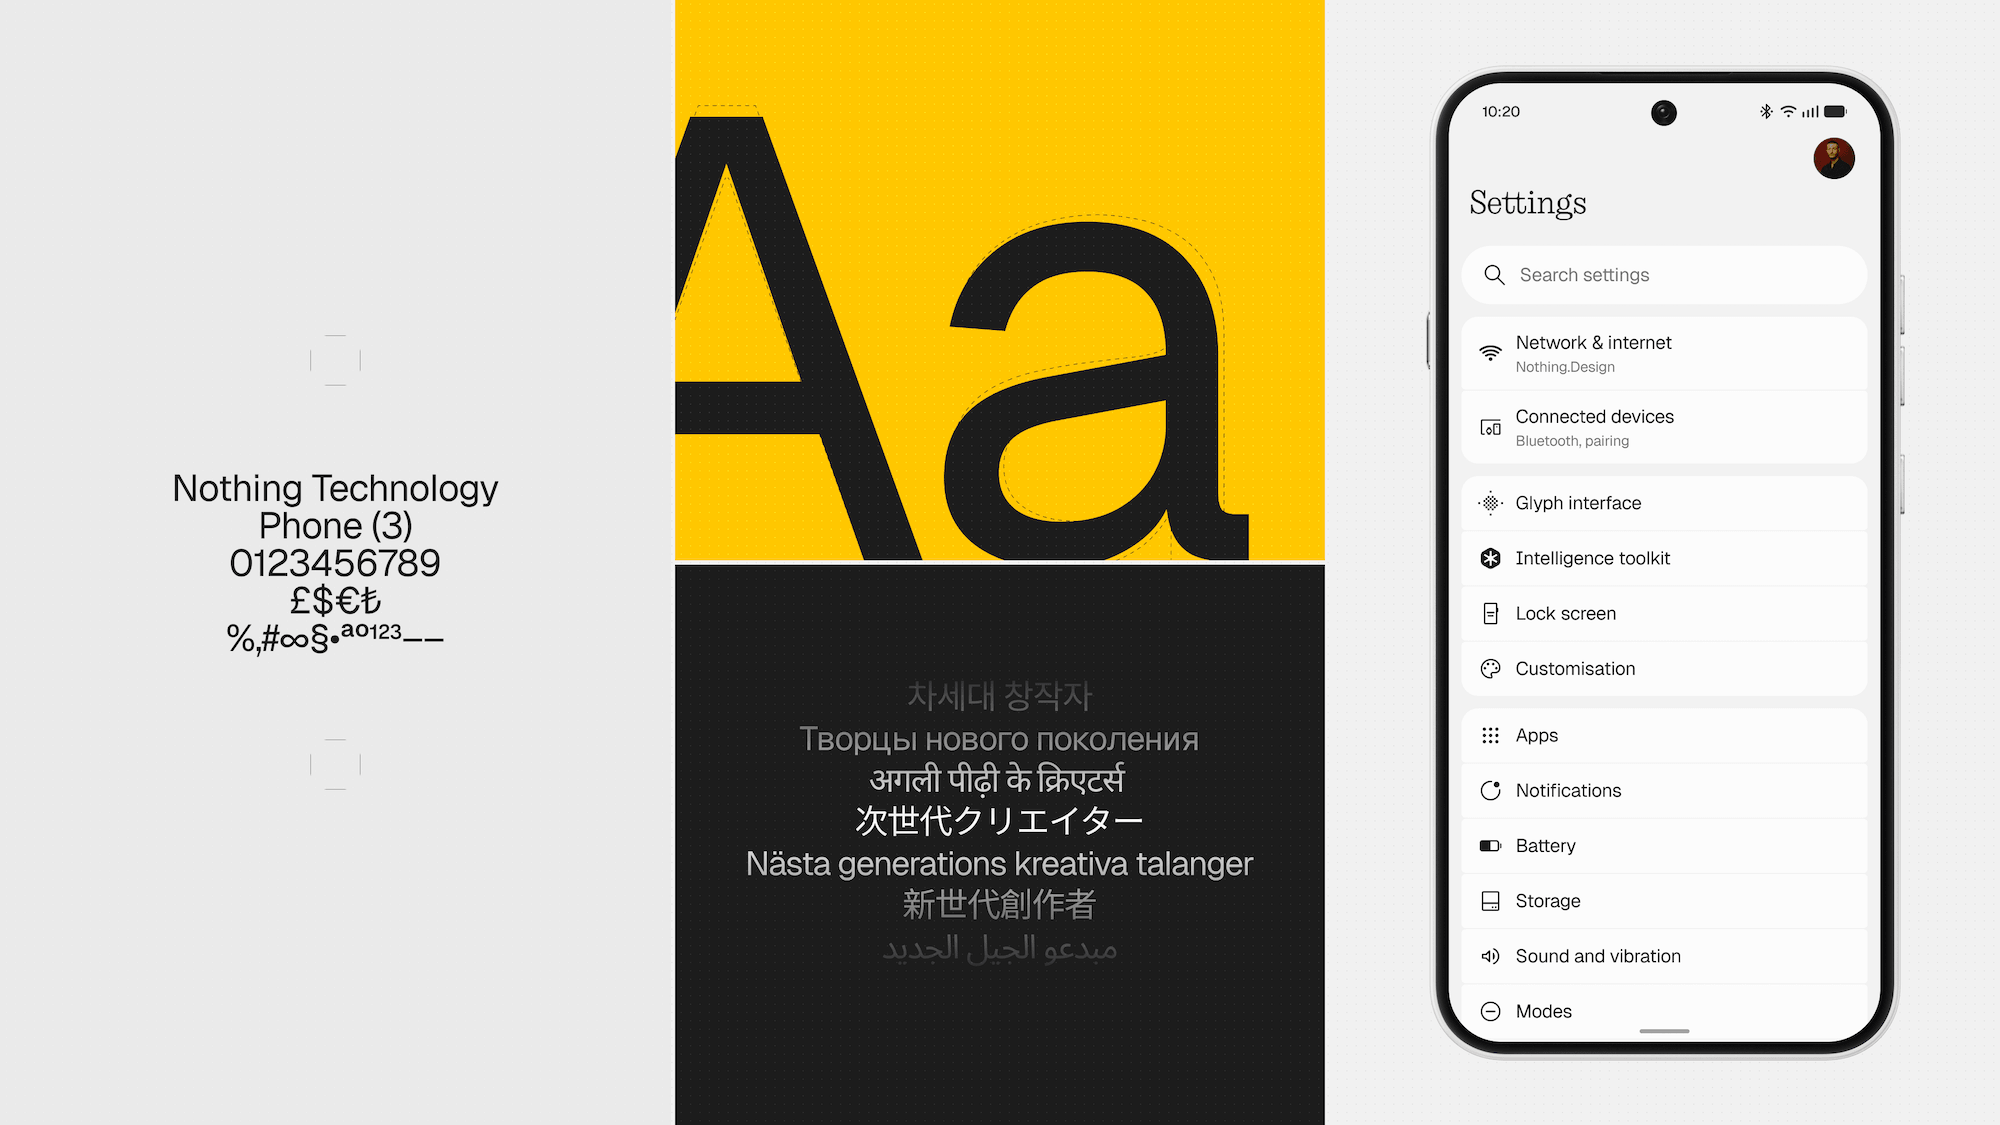 Nothing Technology
Phone (3)
0123456789
£$€₺
%,#∞§•ªº¹²³––
Aa
차세대 창작자
Творцы нового поколения
अगली पीढ़ी के क्रिएटर्स
次世代クリエイター
Nästa generations kreativa talanger
新世代創作者
مبدعو الجيل الجديد
10:20
Settings
Search settings
Network & internet
Nothing.Design
Connected devices
Bluetooth, pairing
Glyph interface
Intelligence toolkit
Lock screen
Customisation
Apps
Notifications
Battery
Storage
Sound and vibration
Modes